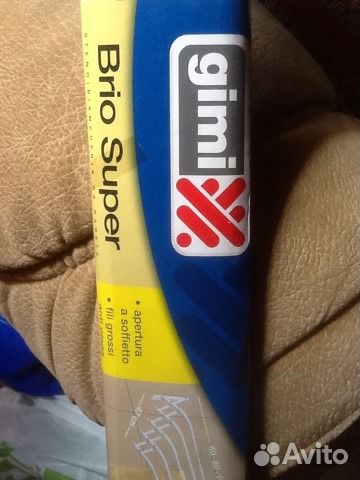 gimi
Brio Super
• apertura
a soffietto
• fili grossi
Avito